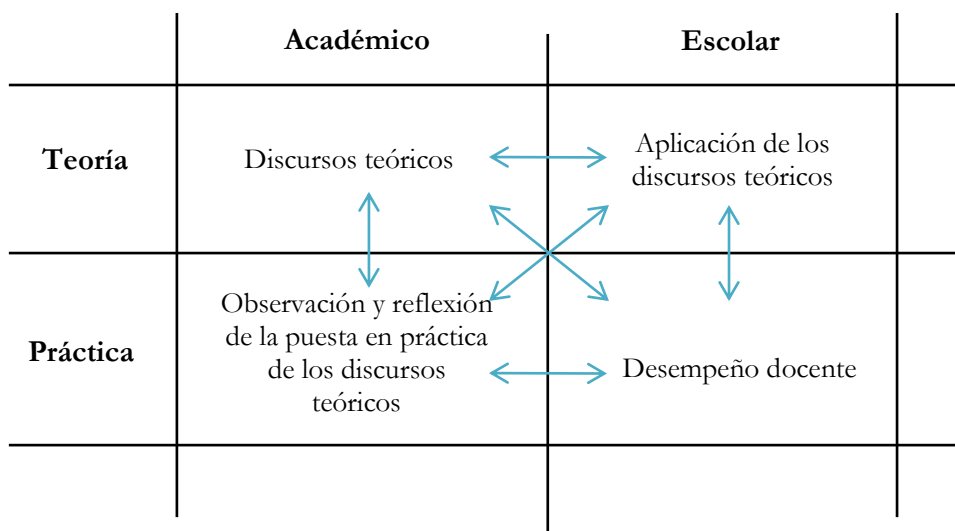 Académico
Escolar
Teoría
Discursos teóricos
Aplicación de los
discursos teóricos
Práctica
Observación y reflexión
de la puesta en práctica
de los discursos
teóricos
Desempeño docente